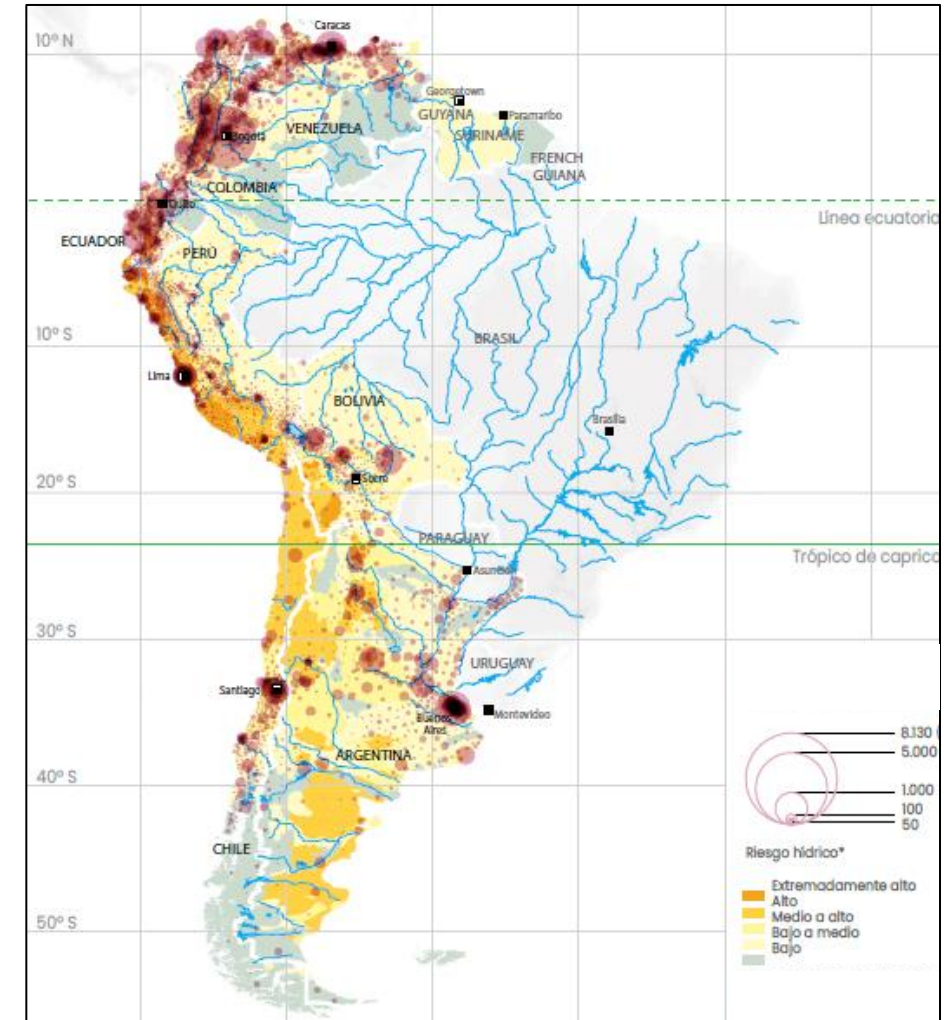 Caracas
10° N
Georgetown
GUYANA
Paramaribo
VENEZUELA
SURINAME
Bogotá
FRENCH
GUIANA
COLOMBIA
Quito
Línea ecuatoria
ECUADOR
PERÚ
10° S
BRASIL
Lima
BOLIVIA
Brasilia
20° S
Sucre
PARAGUAY
Trópico de caprico
Asunción
30° S
URUGUAY
Santiago
Buenos
Aires
Montevideo
8.130
5.000
ARGENTINA
40° S
1.000
100
50
CHILE
Riesgo hídrico*
Extremadamente alto
Alto
Medio a alto
50° S
Bajo a medio
Bajo